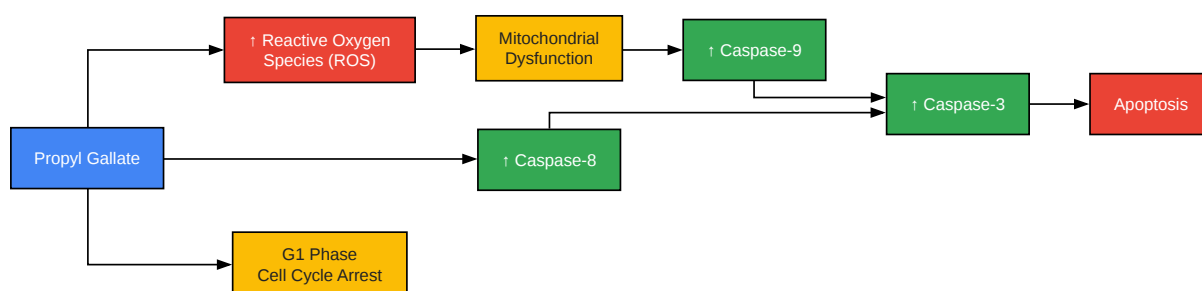 ↑ Reactive Oxygen
Species (ROS)
Mitochondrial
Dysfunction
↑ Caspase-9
↑ Caspase-3
Apoptosis
Propyl Gallate
↑ Caspase-8
G1 Phase
Cell Cycle Arrest